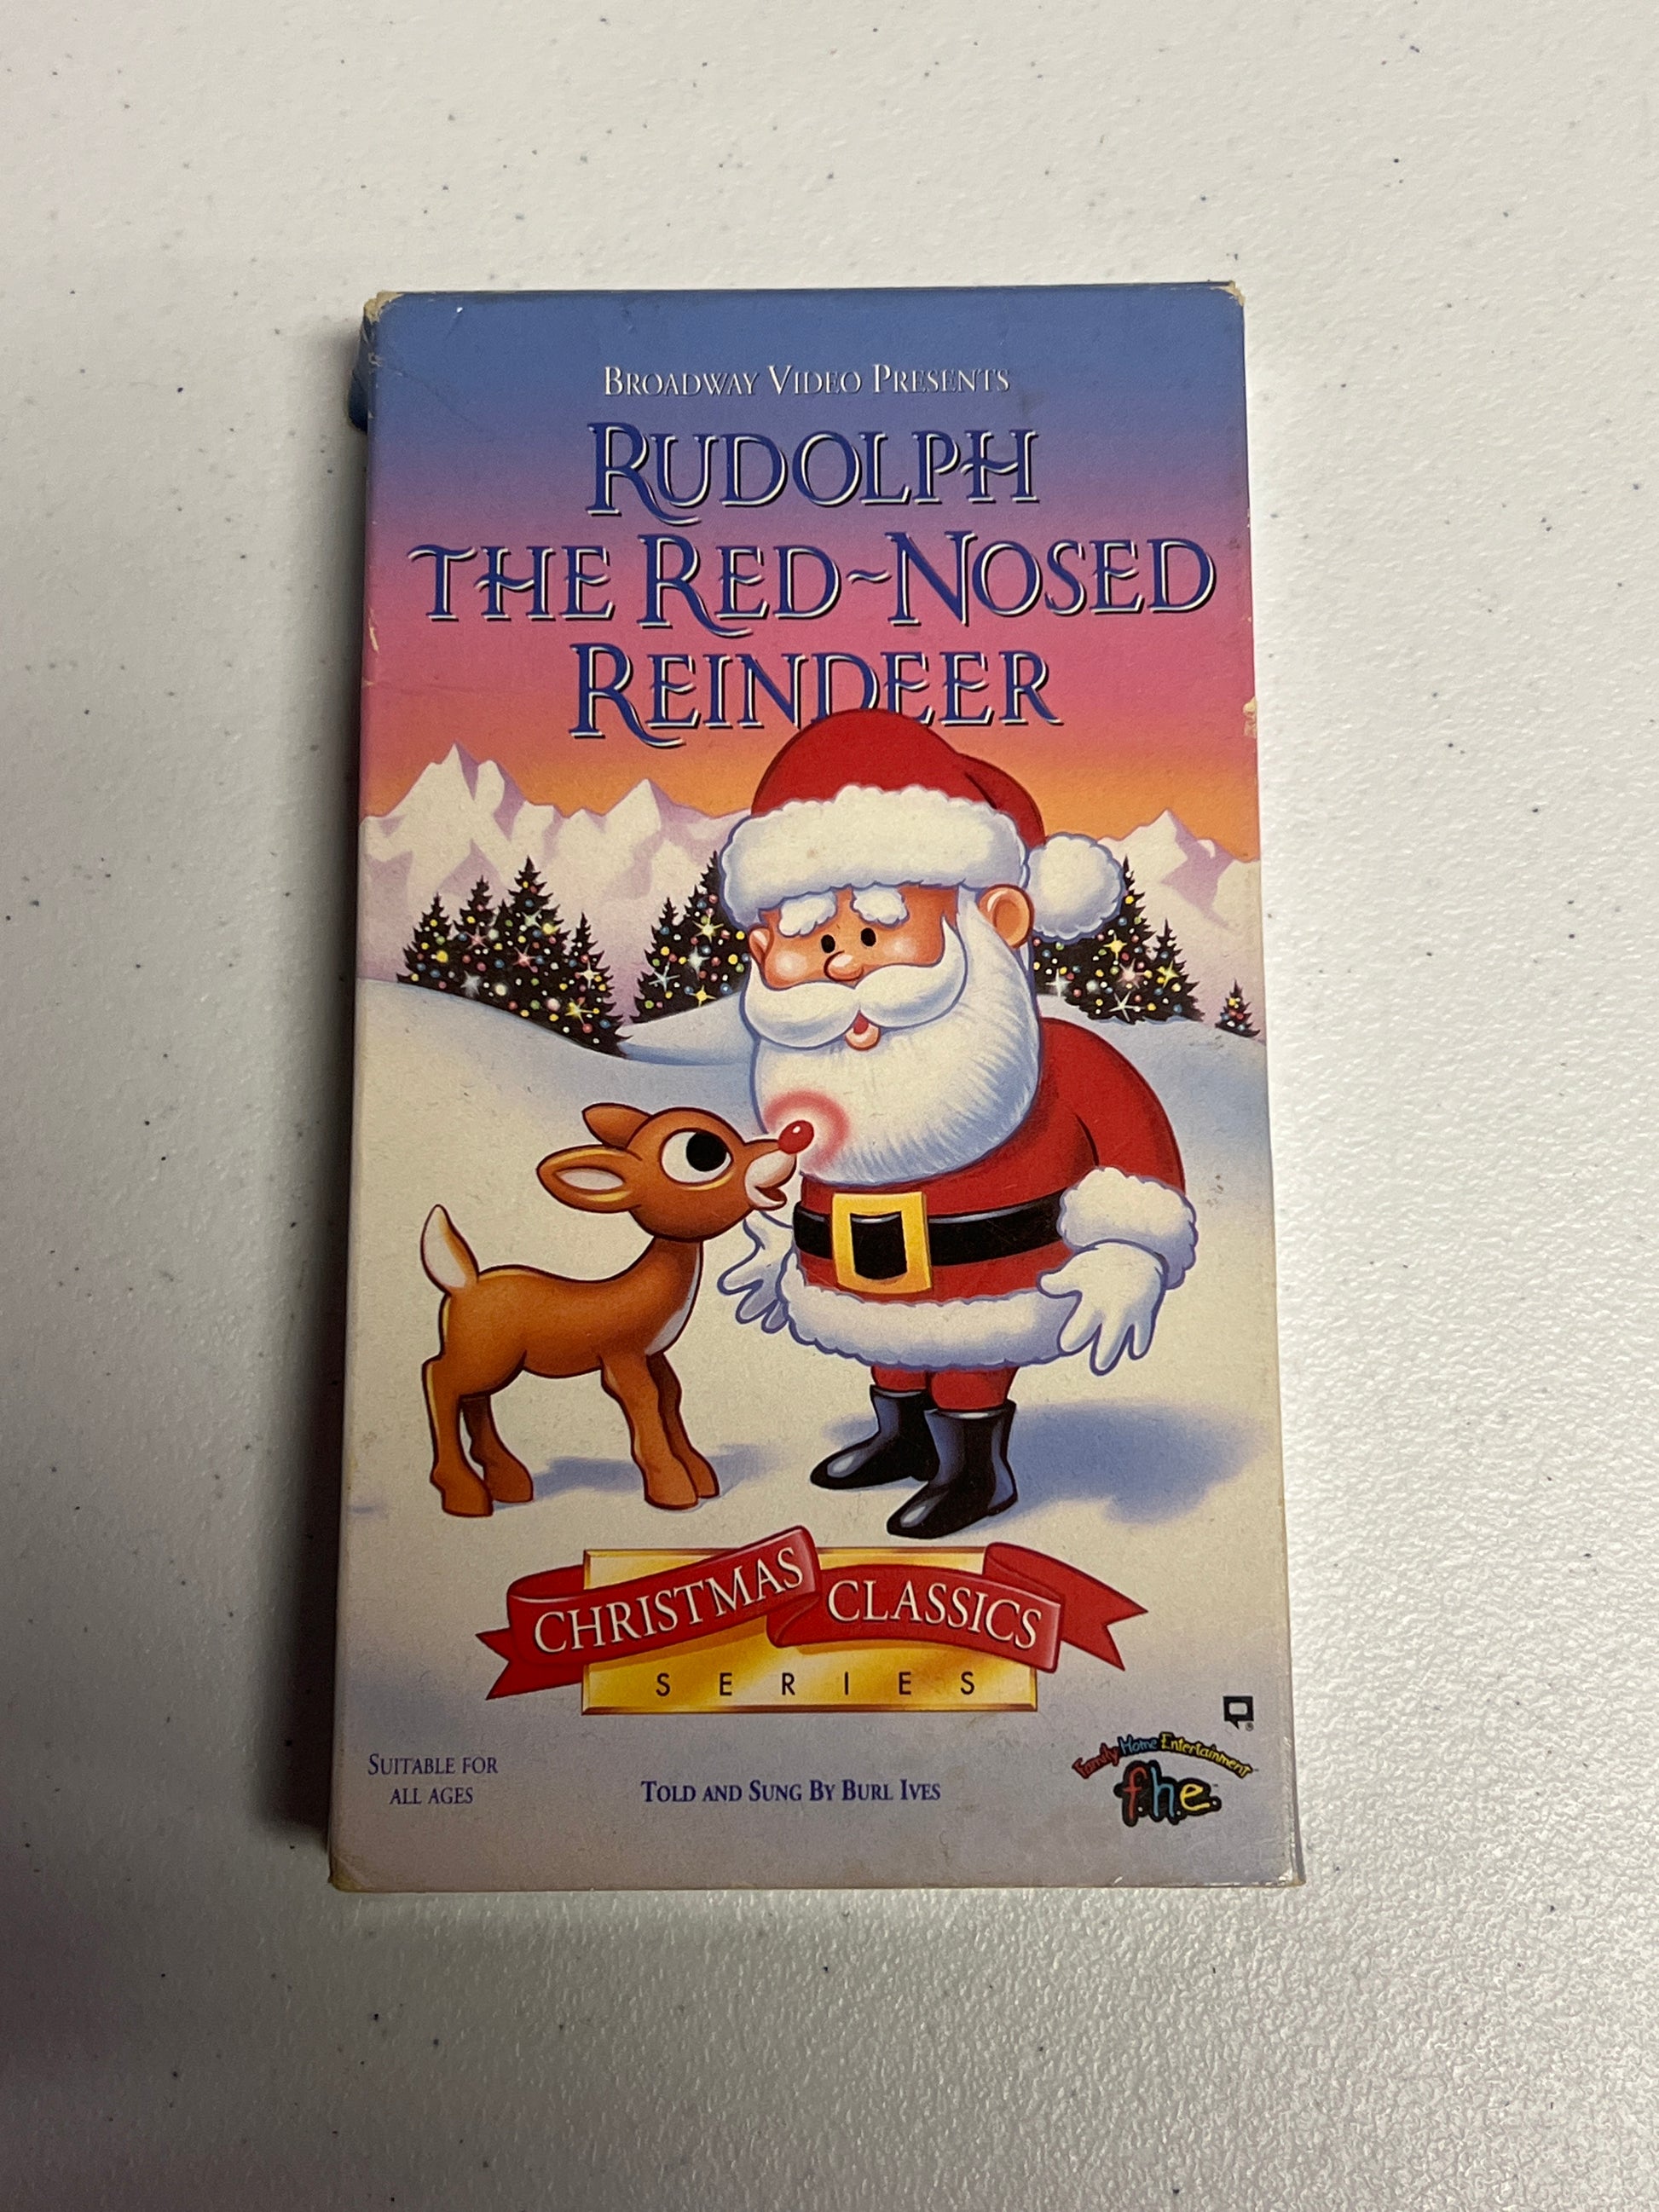 BROADWAY VIDEO PRESENTS
RUDOLPH
THE RED~NOSED
REINDEER
CHRISTMAS CLASSICS
SERIES
SUITABLE FOR
ALL AGES
TOLD AND SUNG BY BURL IVES
Family Home Entertainment
f.h.e.